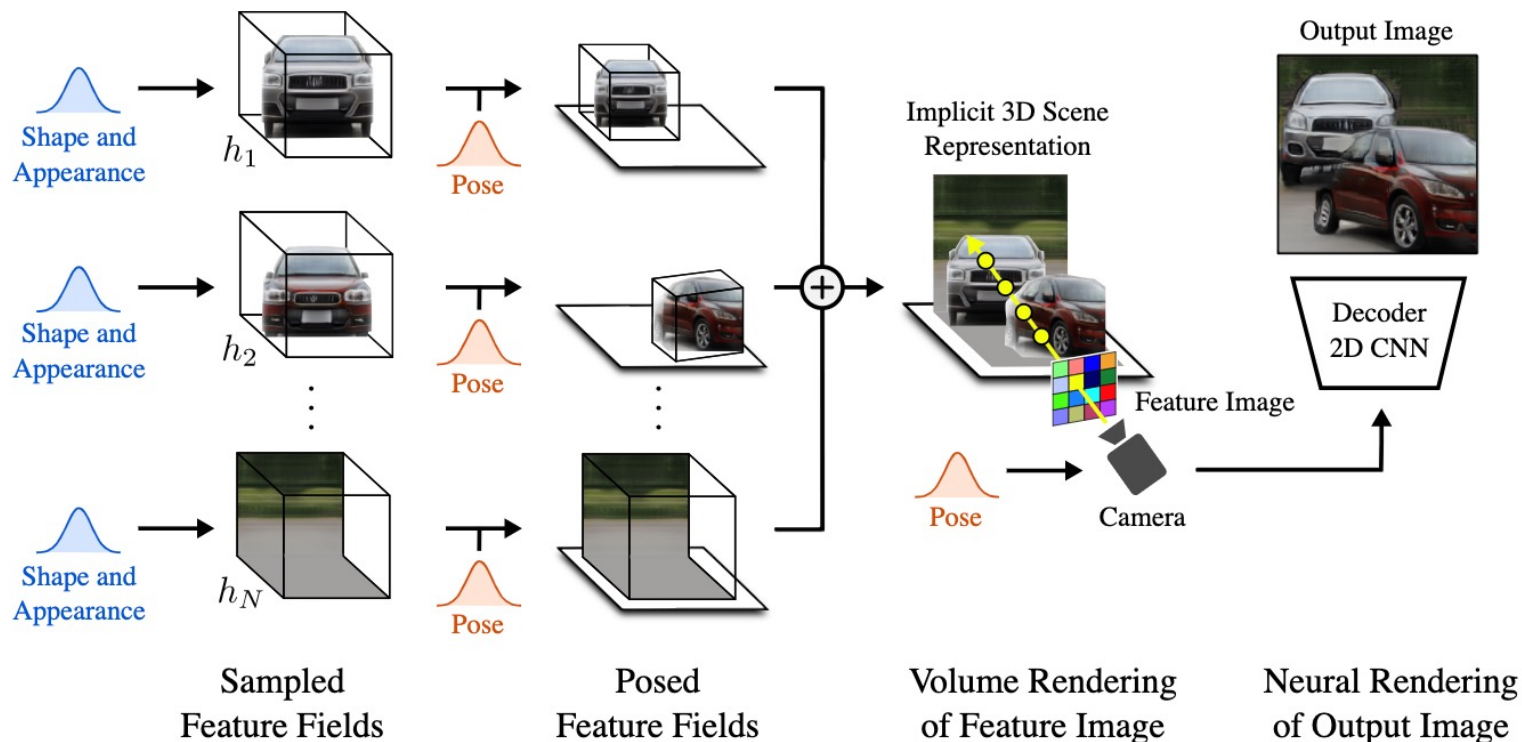 Shape and
Appearance
h₁
Pose
Shape and
Appearance
h₂
Pose
Shape and
Appearance
h_N
Pose
Implicit 3D Scene
Representation
+
Feature Image
Pose
Camera
Output Image
Decoder
2D CNN
Sampled
Feature Fields
Posed
Feature Fields
Volume Rendering
of Feature Image
Neural Rendering
of Output Image